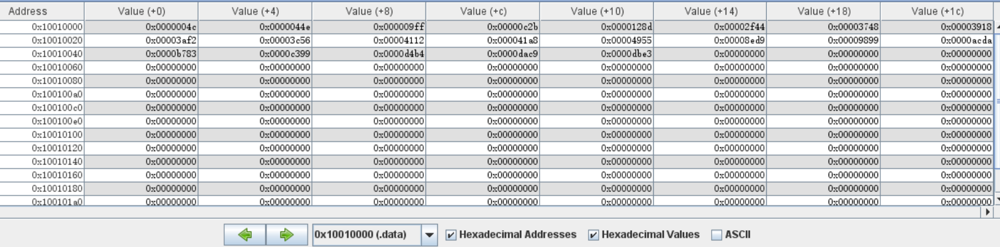 Address Value (+0) Value (+4) Value (+8) Value (+c) Value (+10) Value (+14) Value (+18) Value (+1c)
0x10010000 0x0000004c 0x0000044e 0x000009ff 0x00000c2b 0x0000128d 0x00002f44 0x00003748 0x00003918
0x10010020 0x00003af2 0x00003c56 0x00004112 0x000041a8 0x00004955 0x00008ed9 0x00009899 0x0000acda
0x10010040 0x0000b783 0x0000c399 0x0000d4b4 0x0000dac9 0x0000dbe3 0x00000000 0x00000000 0x00000000
0x10010060 0x00000000 0x00000000 0x00000000 0x00000000 0x00000000 0x00000000 0x00000000 0x00000000
0x10010080 0x00000000 0x00000000 0x00000000 0x00000000 0x00000000 0x00000000 0x00000000 0x00000000
0x100100a0 0x00000000 0x00000000 0x00000000 0x00000000 0x00000000 0x00000000 0x00000000 0x00000000
0x100100c0 0x00000000 0x00000000 0x00000000 0x00000000 0x00000000 0x00000000 0x00000000 0x00000000
0x100100e0 0x00000000 0x00000000 0x00000000 0x00000000 0x00000000 0x00000000 0x00000000 0x00000000
0x10010100 0x00000000 0x00000000 0x00000000 0x00000000 0x00000000 0x00000000 0x00000000 0x00000000
0x10010120 0x00000000 0x00000000 0x00000000 0x00000000 0x00000000 0x00000000 0x00000000 0x00000000
0x10010140 0x00000000 0x00000000 0x00000000 0x00000000 0x00000000 0x00000000 0x00000000 0x00000000
0x10010160 0x00000000 0x00000000 0x00000000 0x00000000 0x00000000 0x00000000 0x00000000 0x00000000
0x10010180 0x00000000 0x00000000 0x00000000 0x00000000 0x00000000 0x00000000 0x00000000 0x00000000
0x100101a0 0x00000000 0x00000000 0x00000000 0x00000000 0x00000000 0x00000000 0x00000000 0x00000000
0x10010000 (.data) Hexadecimal Addresses Hexadecimal Values ASCII